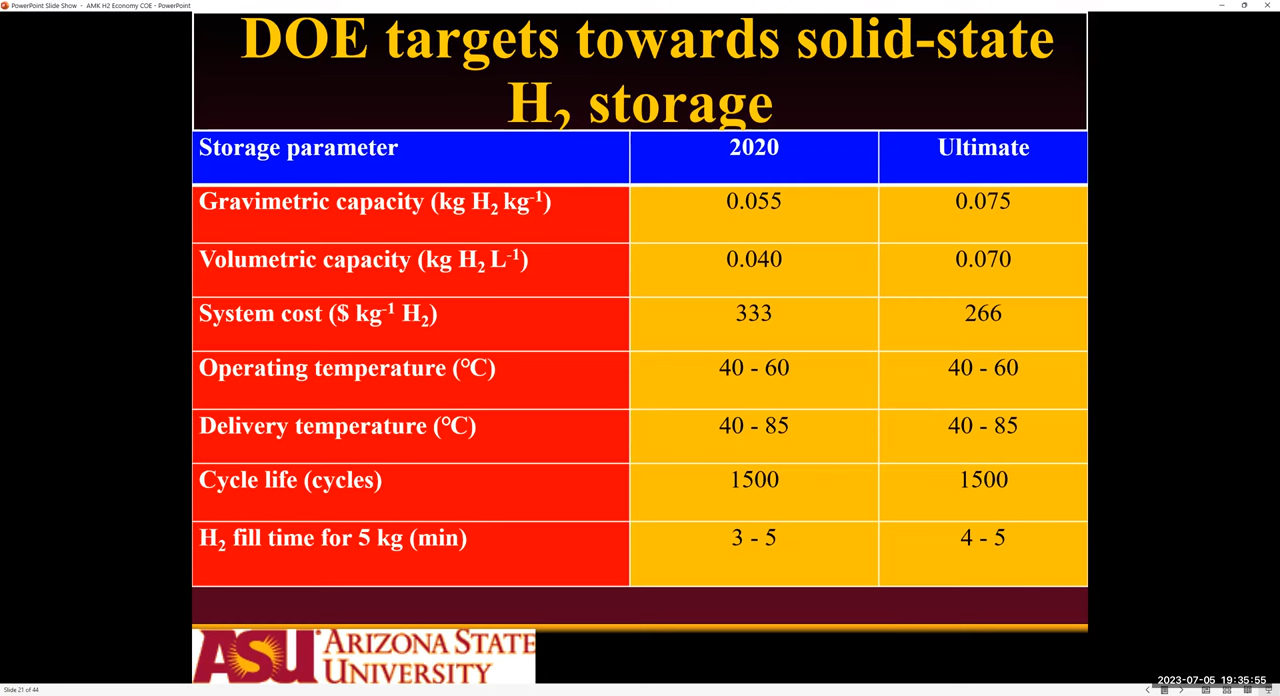 PowerPoint Slide Show - AMK H2 Economy COE - PowerPoint
DOE targets towards solid-state
H₂ storage
Storage parameter 2020 Ultimate
Gravimetric capacity (kg H₂ kg⁻¹) 0.055 0.075
Volumetric capacity (kg H₂ L⁻¹) 0.040 0.070
System cost ($ kg⁻¹ H₂) 333 266
Operating temperature (°C) 40 - 60 40 - 60
Delivery temperature (°C) 40 - 85 40 - 85
Cycle life (cycles) 1500 1500
H₂ fill time for 5 kg (min) 3 - 5 4 - 5
ASU® ARIZONA STATE
UNIVERSITY
2023-07-05 19:35:55
Slide 21 of 44